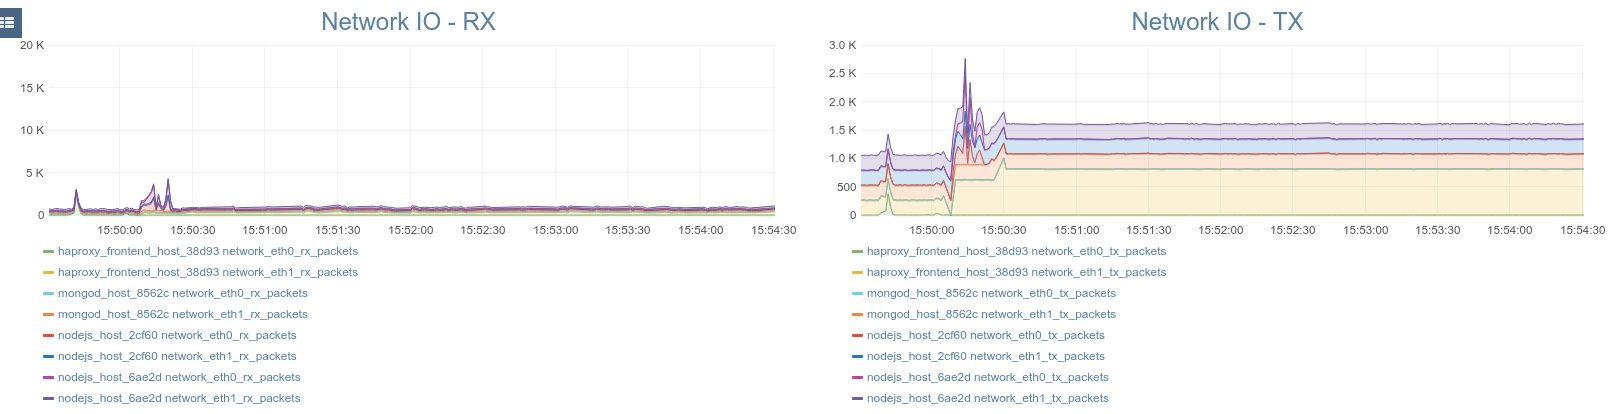 Network IO - RX
20 K
15 K
10 K
5 K
0
15:50:00 15:50:30 15:51:00 15:51:30 15:52:00 15:52:30 15:53:00 15:53:30 15:54:00 15:54:30
haproxy_frontend_host_38d93 network_eth0_rx_packets
haproxy_frontend_host_38d93 network_eth1_rx_packets
mongod_host_8562c network_eth0_rx_packets
mongod_host_8562c network_eth1_rx_packets
nodejs_host_2cf60 network_eth0_rx_packets
nodejs_host_2cf60 network_eth1_rx_packets
nodejs_host_6ae2d network_eth0_rx_packets
nodejs_host_6ae2d network_eth1_rx_packets
Network IO - TX
3.0 K
2.5 K
2.0 K
1.5 K
1.0 K
500
0
15:50:00 15:50:30 15:51:00 15:51:30 15:52:00 15:52:30 15:53:00 15:53:30 15:54:00 15:54:30
haproxy_frontend_host_38d93 network_eth0_tx_packets
haproxy_frontend_host_38d93 network_eth1_tx_packets
mongod_host_8562c network_eth0_tx_packets
mongod_host_8562c network_eth1_tx_packets
nodejs_host_2cf60 network_eth0_tx_packets
nodejs_host_2cf60 network_eth1_tx_packets
nodejs_host_6ae2d network_eth0_tx_packets
nodejs_host_6ae2d network_eth1_tx_packets